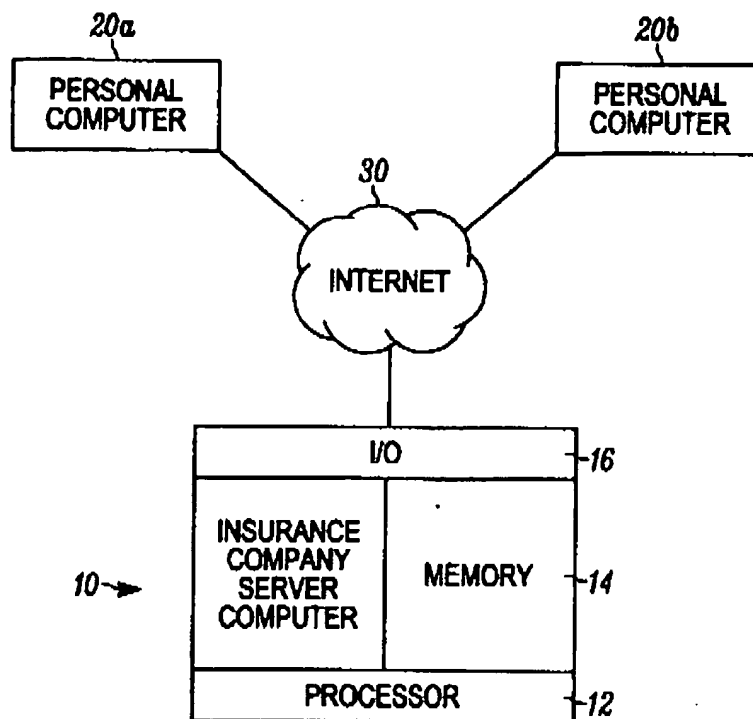 20a
20b
PERSONAL
COMPUTER
PERSONAL
COMPUTER
30
INTERNET
I/O
16
INSURANCE
COMPANY
SERVER
COMPUTER
MEMORY
10
14
PROCESSOR
12